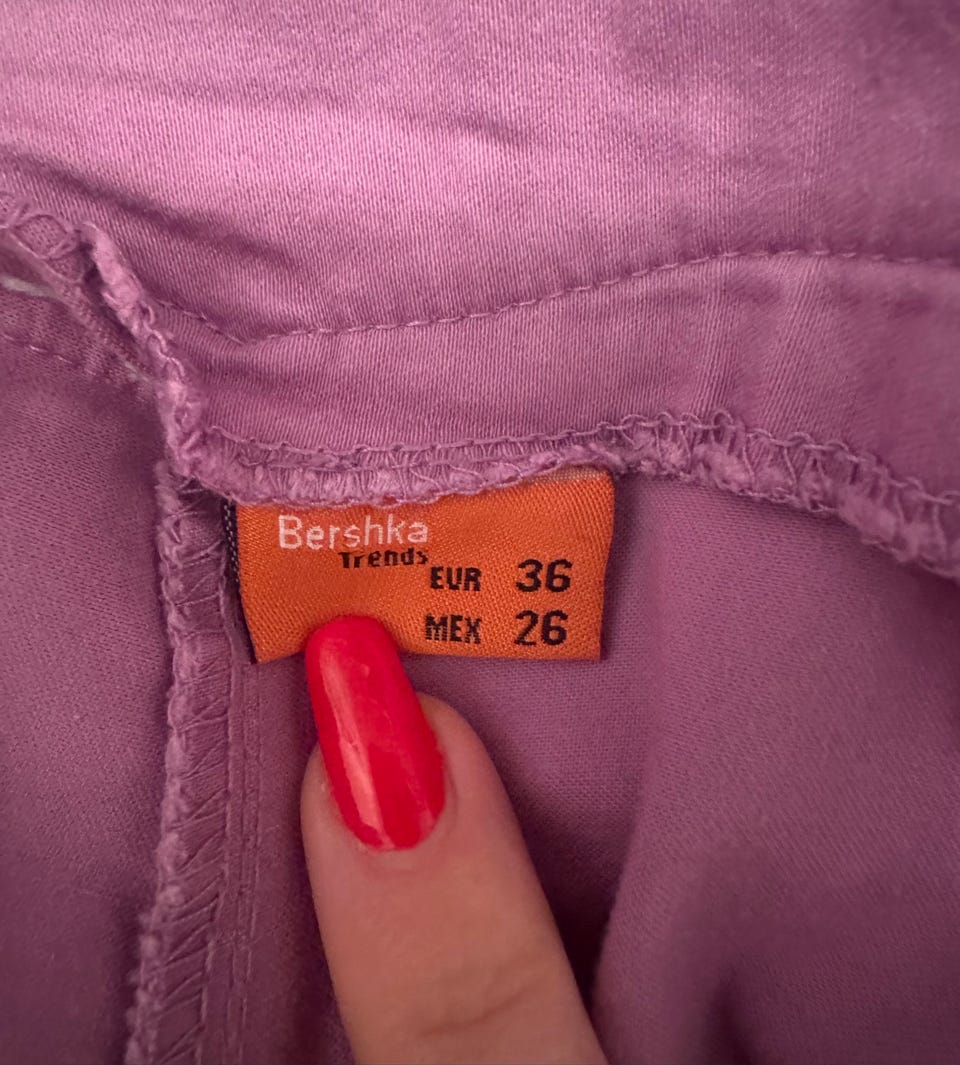 Bershka
Trends
EUR 36
MEX 26